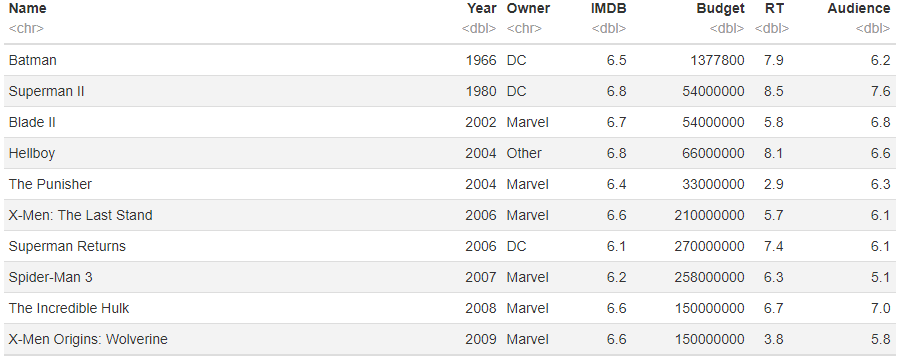 Name Year Owner IMDB Budget RT Audience
<chr> <dbl> <chr> <dbl> <dbl> <dbl> <dbl>
Batman 1966 DC 6.5 1377800 7.9 6.2
Superman II 1980 DC 6.8 54000000 8.5 7.6
Blade II 2002 Marvel 6.7 54000000 5.8 6.8
Hellboy 2004 Other 6.8 66000000 8.1 6.6
The Punisher 2004 Marvel 6.4 33000000 2.9 6.3
X-Men: The Last Stand 2006 Marvel 6.6 210000000 5.7 6.1
Superman Returns 2006 DC 6.1 270000000 7.4 6.1
Spider-Man 3 2007 Marvel 6.2 258000000 6.3 5.1
The Incredible Hulk 2008 Marvel 6.6 150000000 6.7 7.0
X-Men Origins: Wolverine 2009 Marvel 6.6 150000000 3.8 5.8